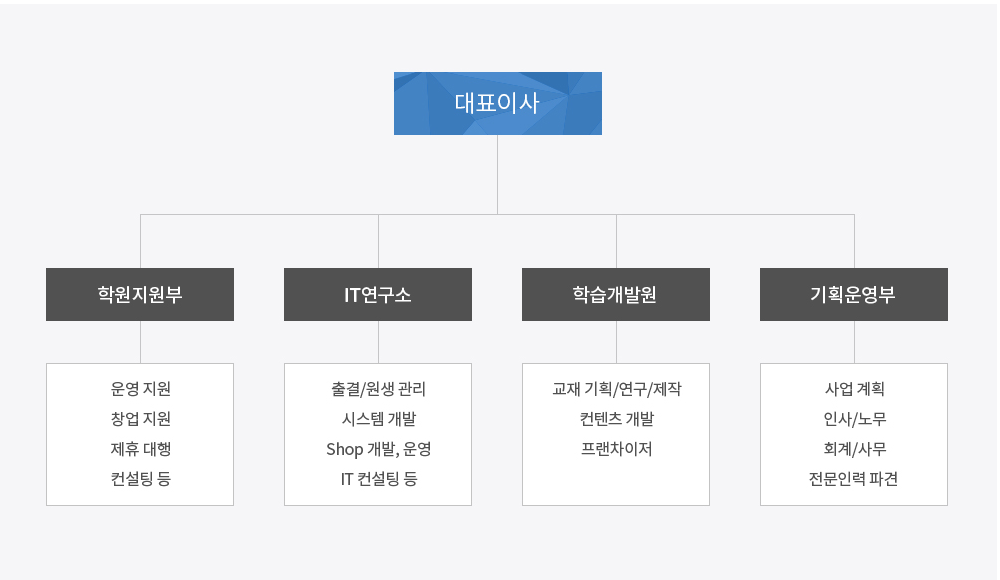 대표이사
학원지원부
IT연구소
학습개발원
기획운영부
운영 지원
창업 지원
제휴 대행
컨설팅 등
출결/원생 관리
시스템 개발
Shop 개발, 운영
IT 컨설팅 등
교재 기획/연구/제작
컨텐츠 개발
프랜차이저
사업 계획
인사/노무
회계/사무
전문인력 파견